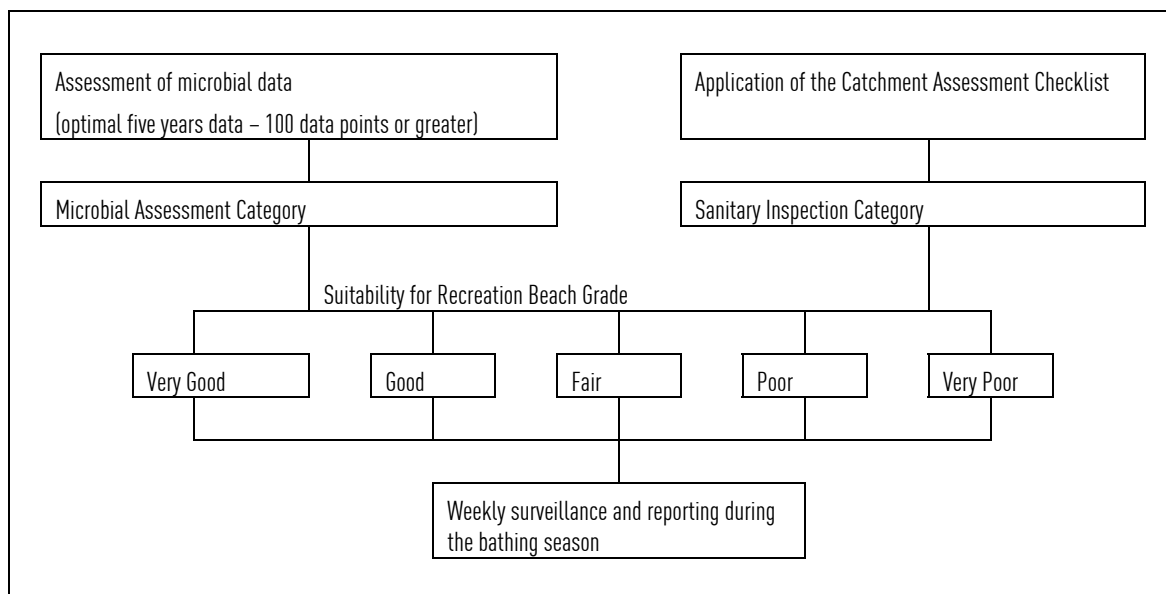 Assessment of microbial data
(optimal five years data – 100 data points or greater)
Application of the Catchment Assessment Checklist
Microbial Assessment Category
Sanitary Inspection Category
Suitability for Recreation Beach Grade
Very Good
Good
Fair
Poor
Very Poor
Weekly surveillance and reporting during
the bathing season